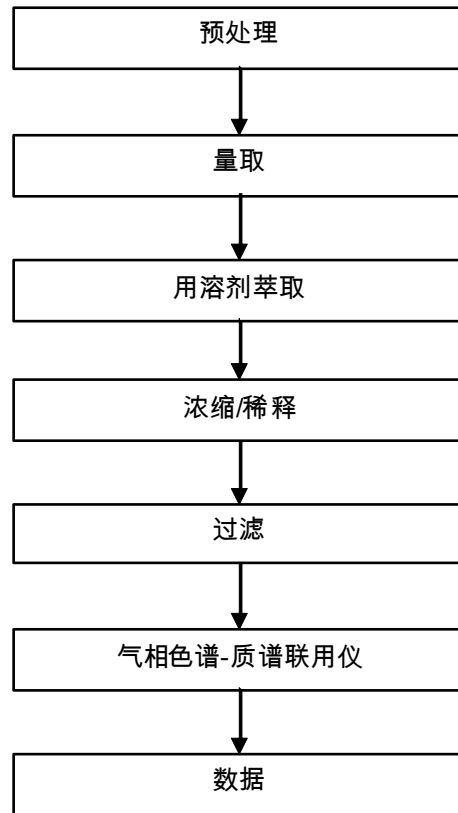 预处理
量取
用溶剂萃取
浓缩/稀释
过滤
气相色谱-质谱联用仪
数据